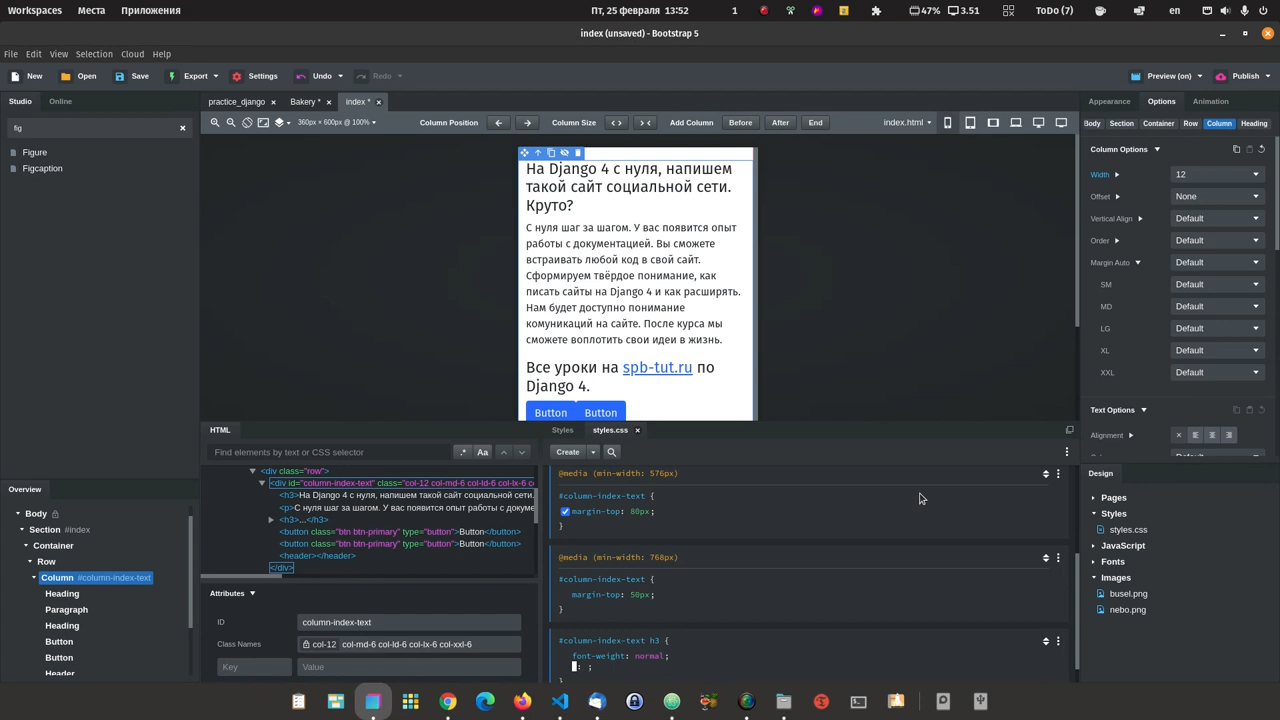 Workspaces Места Приложения Пт, 25 февраля 13:52 1 47% 3.51 ToDo (7) en
index (unsaved) - Bootstrap 5
File Edit View Selection Cloud Help
New Open Save Export Settings Undo Redo Preview (on) Publish
Studio Online practice_django Bakery * index * Appearance Options Animation
fig 360px × 600px @ 100% Column Position Column Size Add Column Before After End index.html Body Section Container Row Column Heading
Figure
Figcaption
На Django 4 с нуля, напишем
такой сайт социальной сети.
Круто?
С нуля шаг за шагом. У вас появится опыт
работы с документацией. Вы сможете
встраивать любой код в свой сайт.
Сформируем твёрдое понимание, как
писать сайты на Django 4 и как расширять.
Нам будет доступно понимание
комуникаций на сайте. После курса мы
сможете воплотить свои идеи в жизнь.
Все уроки на spb-tut.ru по
Django 4.
Button Button
Column Options
Width 12
Offset None
Vertical Align Default
Order Default
Margin Auto Default
SM Default
MD Default
LG Default
XL Default
XXL Default
Text Options
Alignment
HTML
Find elements by text or CSS selector .* Aa
<div class="row">
<div id="column-index-text" class="col-12 col-md-6 col-ld-6 col-lx-6 c
<h3>На Django 4 с нуля, напишем такой сайт социальной сети.
<p>С нуля шаг за шагом. У вас появится опыт работы с докуме
<h3>...</h3>
<button class="btn btn-primary" type="button">Button</button>
<button class="btn btn-primary" type="button">Button</button>
<header></header>
</div>
Attributes
ID column-index-text
Class Names col-12 col-md-6 col-ld-6 col-lx-6 col-xxl-6
Key Value
Styles styles.css
Create
@media (min-width: 576px)
#column-index-text {
margin-top: 80px;
}
@media (min-width: 768px)
#column-index-text {
margin-top: 50px;
}
#column-index-text h3 {
font-weight: normal;
: ;
}
Overview
Body
Section #index
Container
Row
Column #column-index-text
Heading
Paragraph
Heading
Button
Button
Header
Design
Pages
Styles
styles.css
JavaScript
Fonts
Images
busel.png
nebo.png